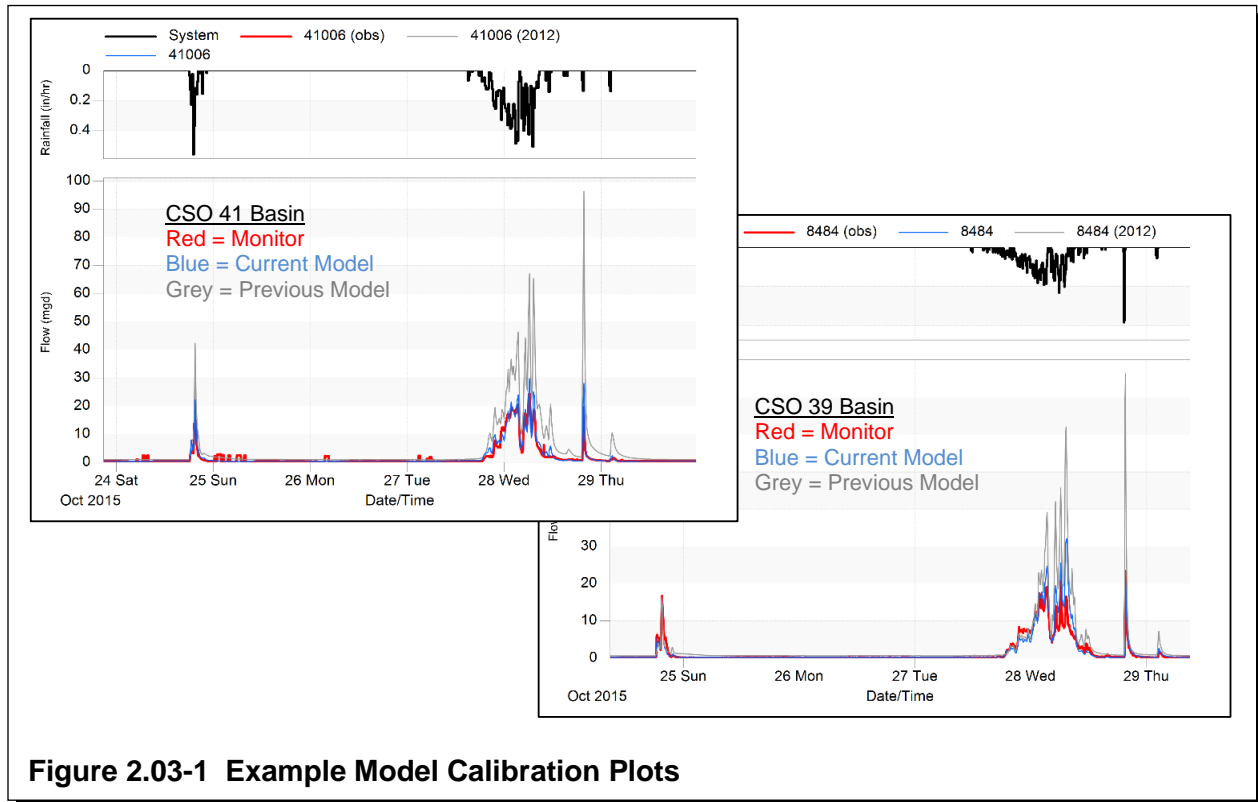 System 41006 (obs) 41006 (2012)
41006
0
0.2
0.4
Rainfall (in/hr)
100
90
80
70
60
50
40
30
20
10
0
Flow (mgd)
CSO 41 Basin
Red = Monitor
Blue = Current Model
Grey = Previous Model
24 Sat 25 Sun 26 Mon 27 Tue 28 Wed 29 Thu
Oct 2015 Date/Time
8484 (obs) 8484 8484 (2012)
CSO 39 Basin
Red = Monitor
Blue = Current Model
Grey = Previous Model
30
20
10
0
25 Sun 26 Mon 27 Tue 28 Wed 29 Thu
Oct 2015 Date/Time
Figure 2.03-1 Example Model Calibration Plots